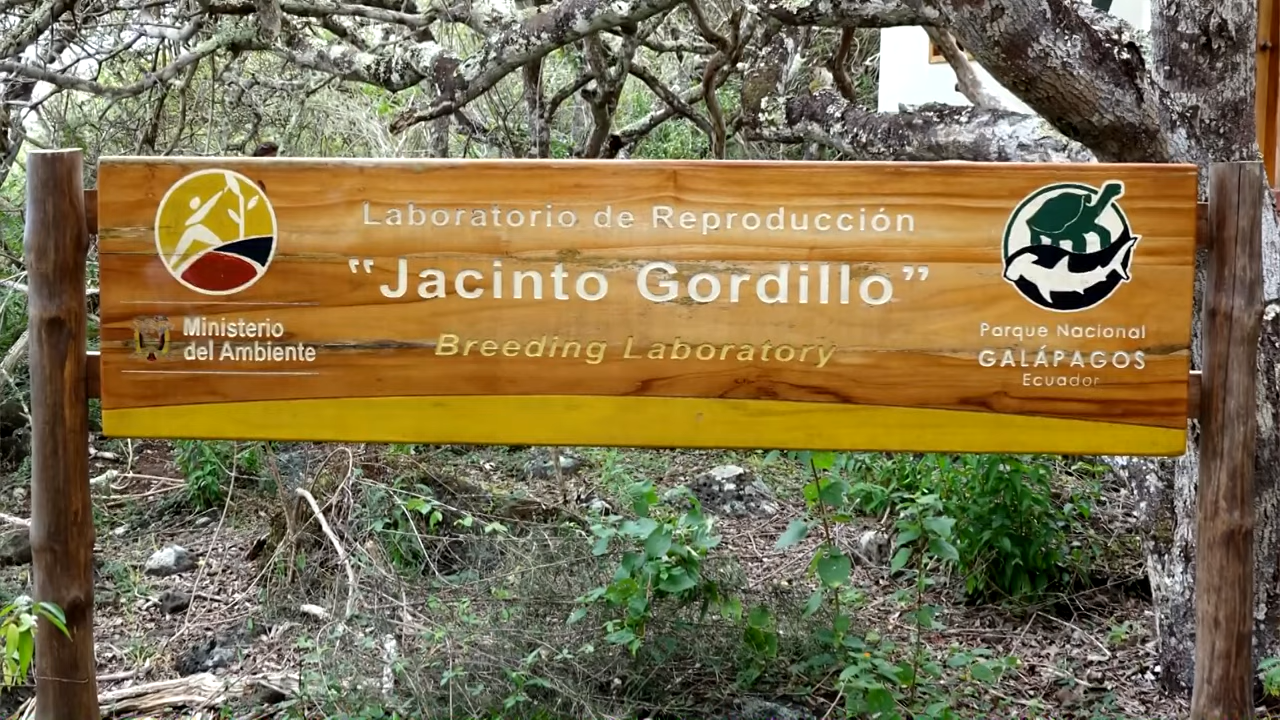 Laboratorio de Reproducción
"Jacinto Gordillo"
Breeding Laboratory
Ministerio
del Ambiente
Parque Nacional
GALÁPAGOS
Ecuador